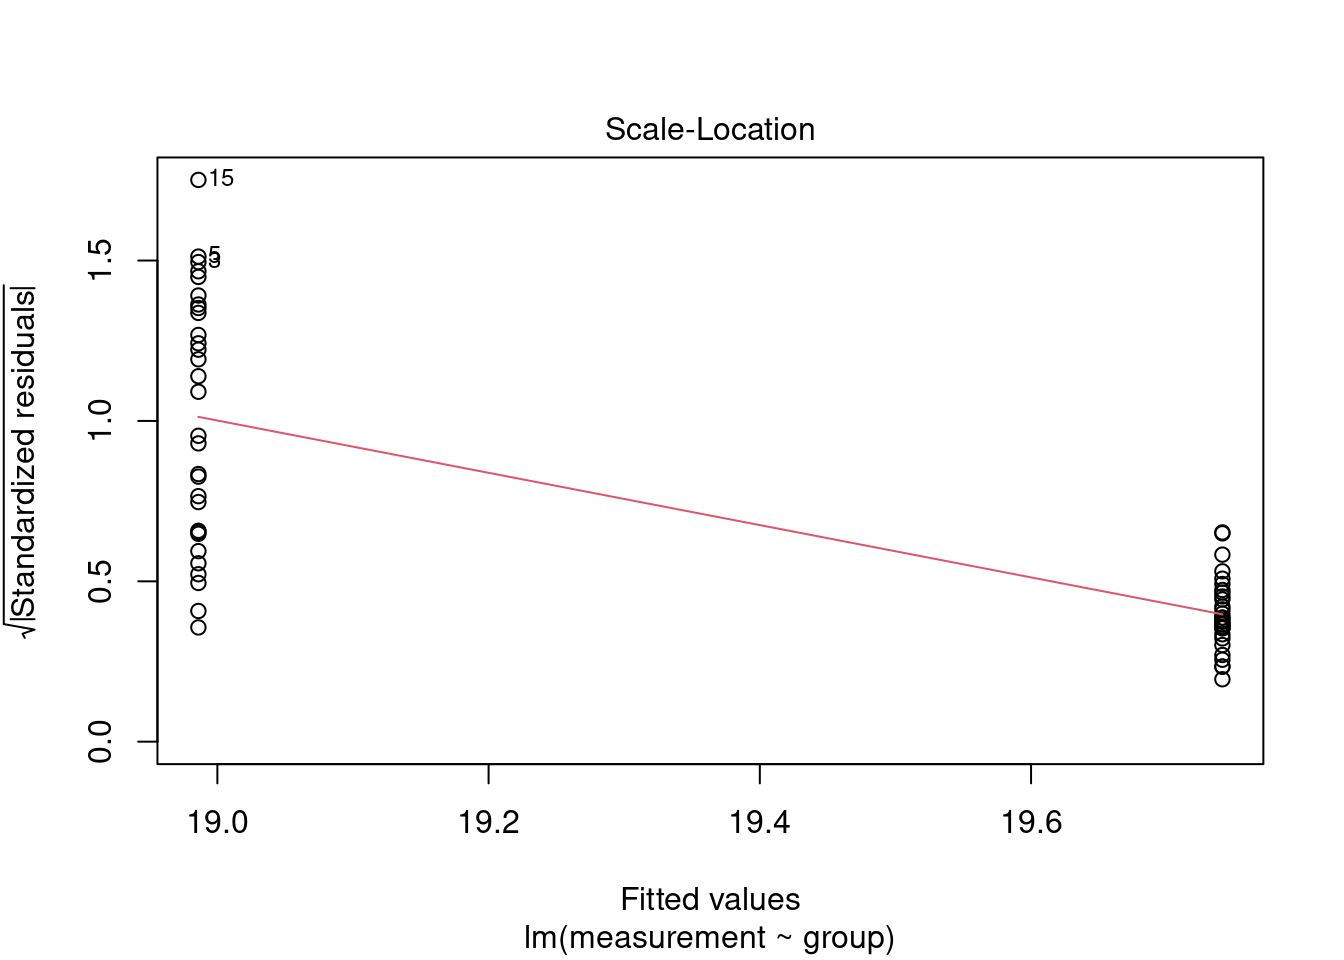 Scale-Location
√|Standardized residuals|
1.5
1.0
0.5
0.0
15
5
3
19.0 19.2 19.4 19.6
Fitted values
lm(measurement ~ group)